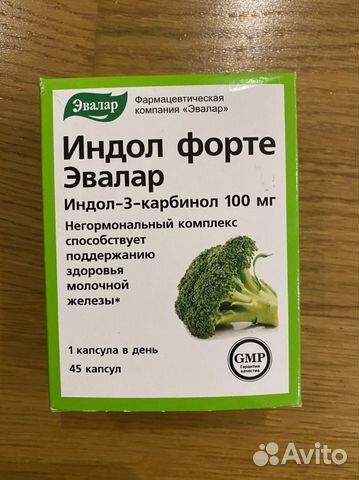 Эвалар
Фармацевтическая
компания «Эвалар»
Индол форте
Эвалар
Индол-3-карбинол 100 мг
Негормональный комплекс
способствует
поддержанию
здоровья
молочной
железы*
1 капсула в день
45 капсул
GMP
Гарантия
качества
Avito